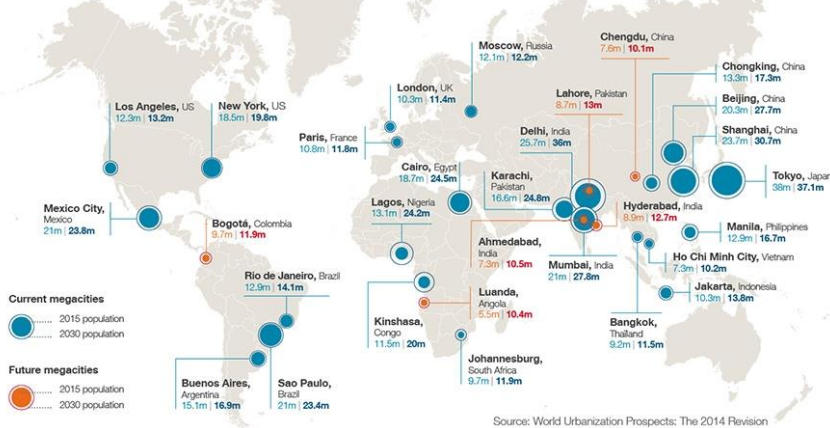 Chengdu, China
7.6m | 10.1m
Moscow, Russia
12.1m | 12.2m
Chongking, China
13.3m | 17.3m
London, UK
10.3m | 11.4m
Lahore, Pakistan
8.7m | 13m
Beijing, China
20.3m | 27.7m
Los Angeles, US
12.3m | 13.2m
New York, US
18.5m | 19.8m
Paris, France
10.8m | 11.8m
Delhi, India
25.7m | 36m
Shanghai, China
23.7m | 30.7m
Cairo, Egypt
18.7m | 24.5m
Karachi,
Pakistan
16.6m | 24.8m
Tokyo, Japan
38m | 37.1m
Mexico City,
Mexico
21m | 23.8m
Lagos, Nigeria
13.1m | 24.2m
Hyderabad, India
8.9m | 12.7m
Bogotá, Colombia
9.7m | 11.9m
Manila, Philippines
12.9m | 16.7m
Ahmedabad,
India
7.3m | 10.5m
Mumbai, India
21m | 27.8m
Ho Chi Minh City, Vietnam
7.3m | 10.2m
Rio de Janeiro, Brazil
12.9m | 14.1m
Luanda,
Angola
5.5m | 10.4m
Jakarta, Indonesia
10.3m | 13.8m
Current megacities
2015 population
2030 population
Kinshasa,
Congo
11.5m | 20m
Bangkok,
Thailand
9.2m | 11.5m
Johannesburg,
South Africa
9.7m | 11.9m
Future megacities
2015 population
2030 population
Buenos Aires,
Argentina
15.1m | 16.9m
Sao Paulo,
Brazil
21m | 23.4m
Source: World Urbanization Prospects: The 2014 Revision